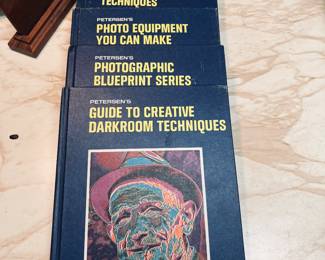 TECHNIQUES
PETERSEN'S
PHOTO EQUIPMENT
YOU CAN MAKE
PETERSEN'S
PHOTOGRAPHIC
BLUEPRINT SERIES
PETERSEN'S
GUIDE TO CREATIVE
DARKROOM TECHNIQUES